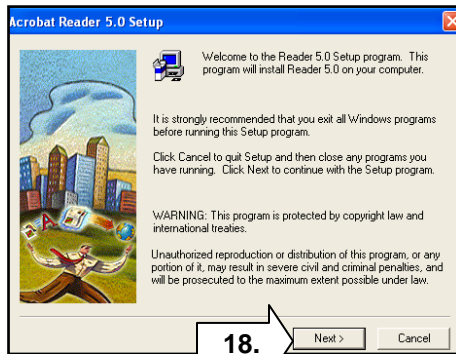 Acrobat Reader 5.0 Setup
Welcome to the Reader 5.0 Setup program. This
program will install Reader 5.0 on your computer.
It is strongly recommended that you exit all Windows programs
before running this Setup program.
Click Cancel to quit Setup and then close any programs you
have running. Click Next to continue with the Setup program.
WARNING: This program is protected by copyright law and
international treaties.
Unauthorized reproduction or distribution of this program, or any
portion of it, may result in severe civil and criminal penalties, and
will be prosecuted to the maximum extent possible under law.
A
18.
Next >
Cancel